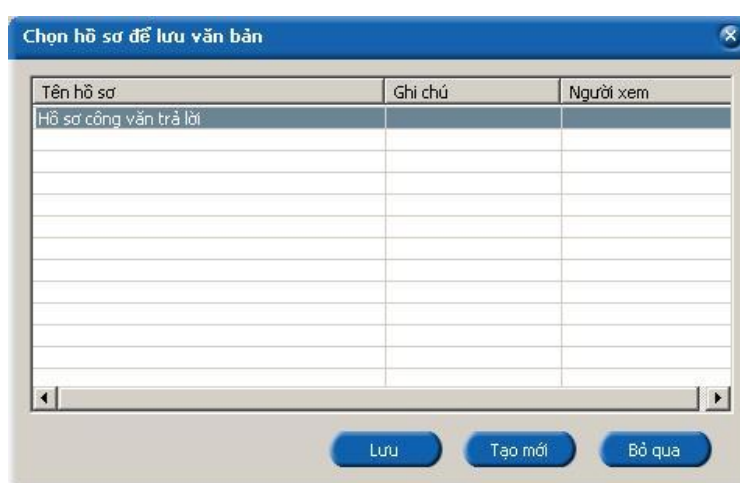 Chọn hồ sơ để lưu văn bản
Tên hồ sơ Ghi chú Người xem
Hồ sơ công văn trả lời
Lưu Tạo mới Bỏ qua